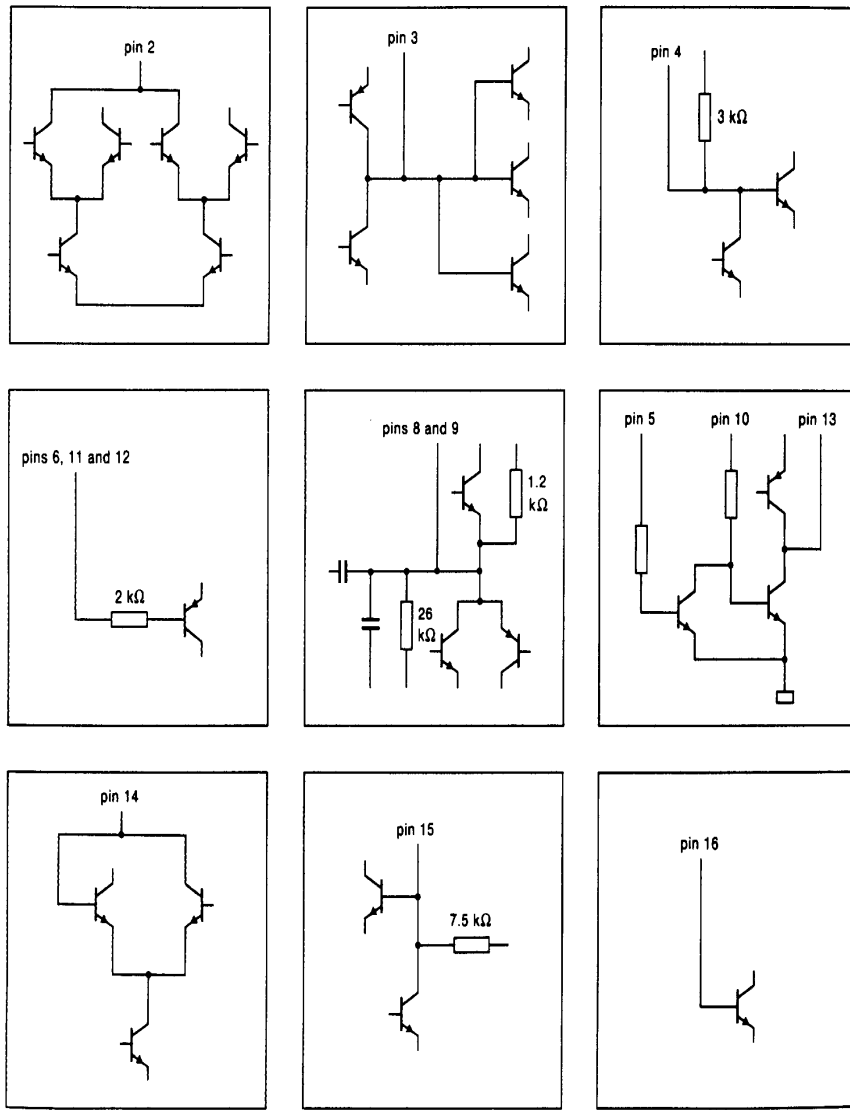 pin 2
pin 3
pin 4
3 kΩ
pins 6, 11 and 12
2 kΩ
pins 8 and 9
1.2
kΩ
26
kΩ
pin 5
pin 10
pin 13
pin 14
pin 15
7.5 kΩ
pin 16